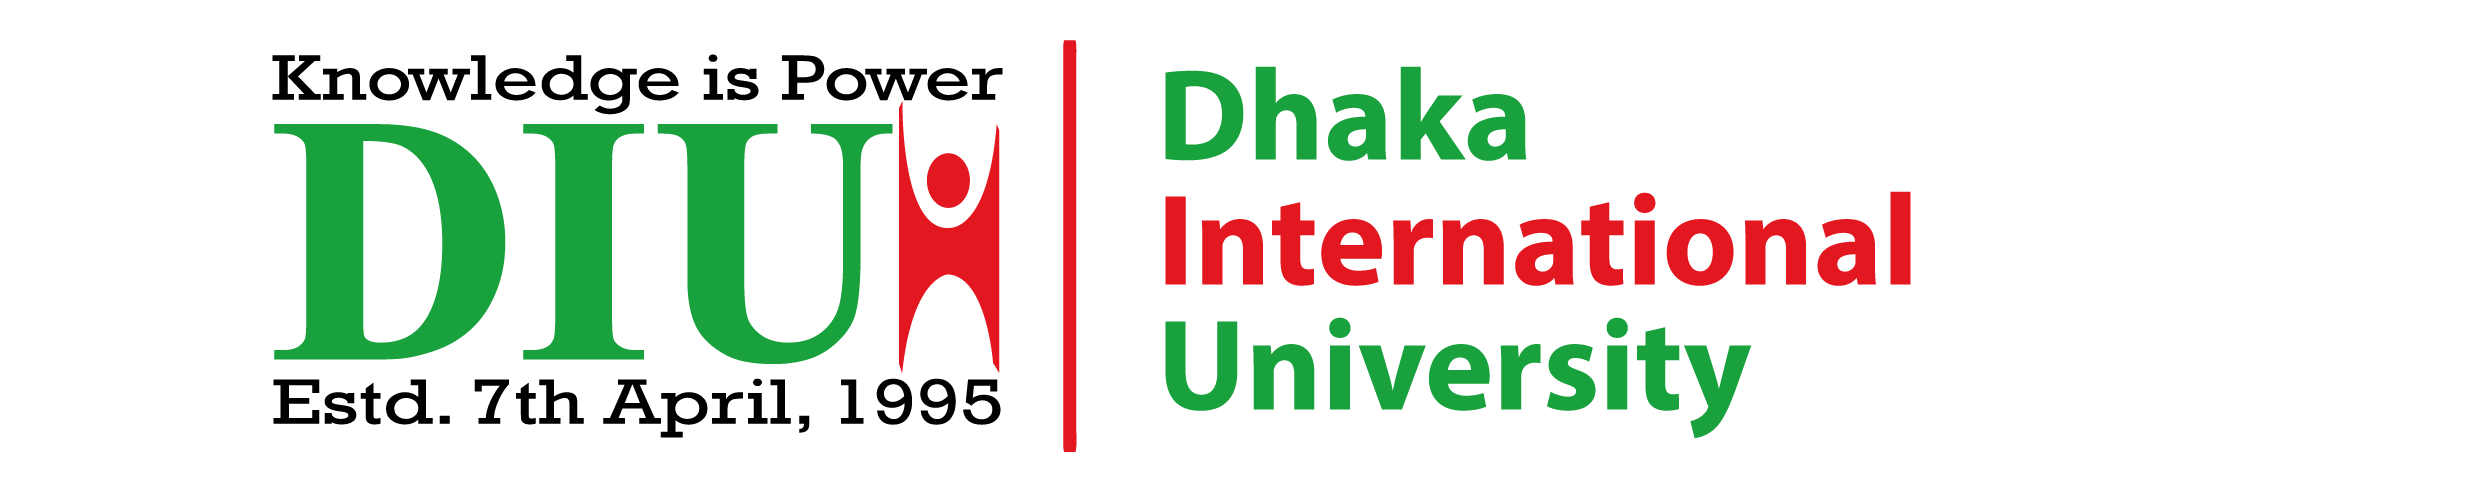 Knowledge is Power
DIU
Estd. 7th April, 1995
Dhaka
International
University